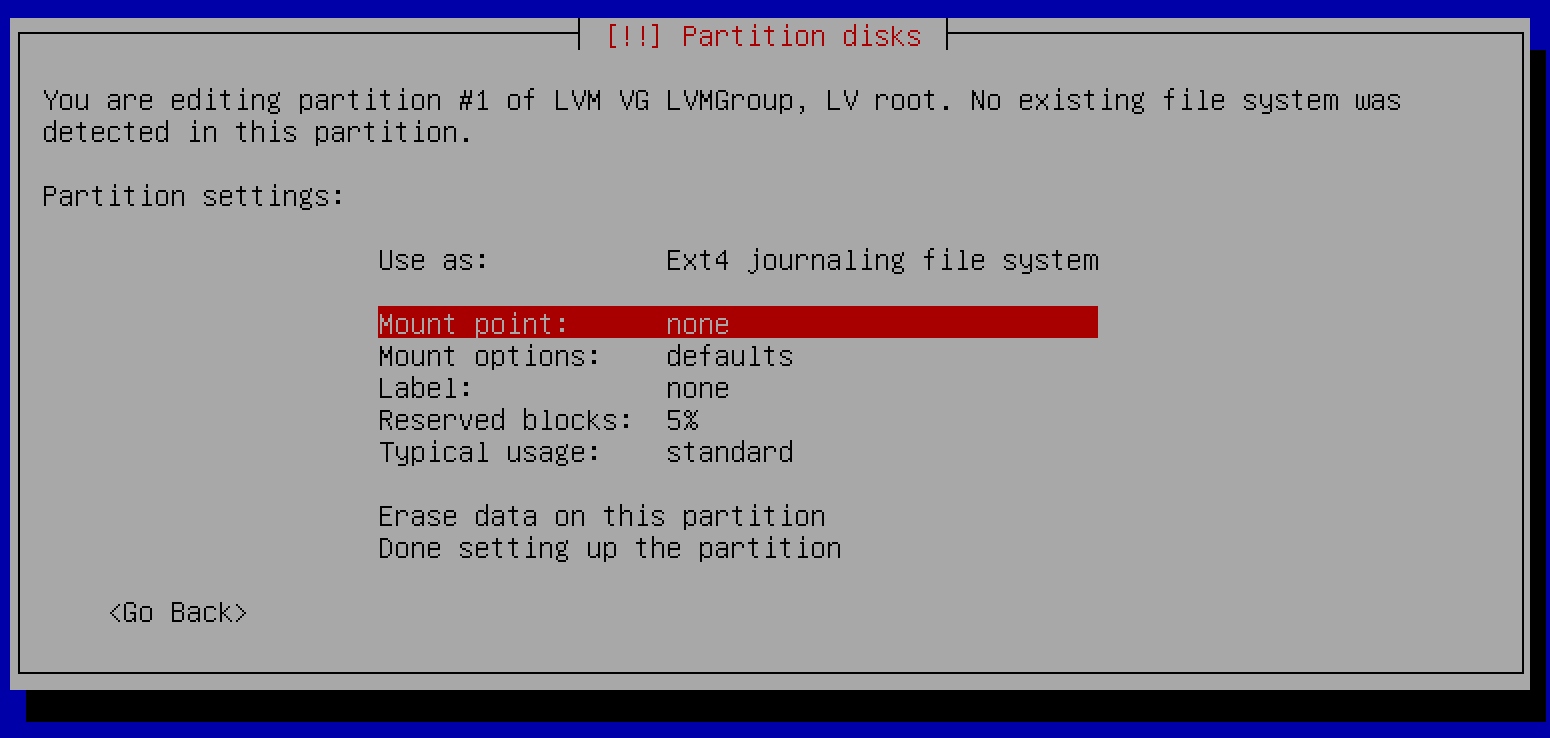 [!!] Partition disks
You are editing partition #1 of LVM VG LVMGroup, LV root. No existing file system was
detected in this partition.
Partition settings:
Use as: Ext4 journaling file system
Mount point: none
Mount options: defaults
Label: none
Reserved blocks: 5%
Typical usage: standard
Erase data on this partition
Done setting up the partition
<Go Back>